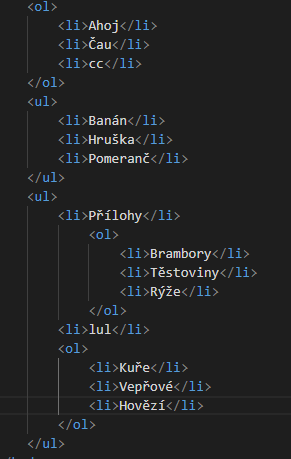 <ol>
<li>Ahoj</li>
<li>Čau</li>
<li>cc</li>
</ol>
<ul>
<li>Banán</li>
<li>Hruška</li>
<li>Pomeranč</li>
</ul>
<ul>
<li>Přílohy</li>
<ol>
<li>Brambory</li>
<li>Těstoviny</li>
<li>Rýže</li>
</ol>
<li>lul</li>
<ol>
<li>Kuře</li>
<li>Vepřové</li>
<li>Hovězí</li>
</ol>
</ul>